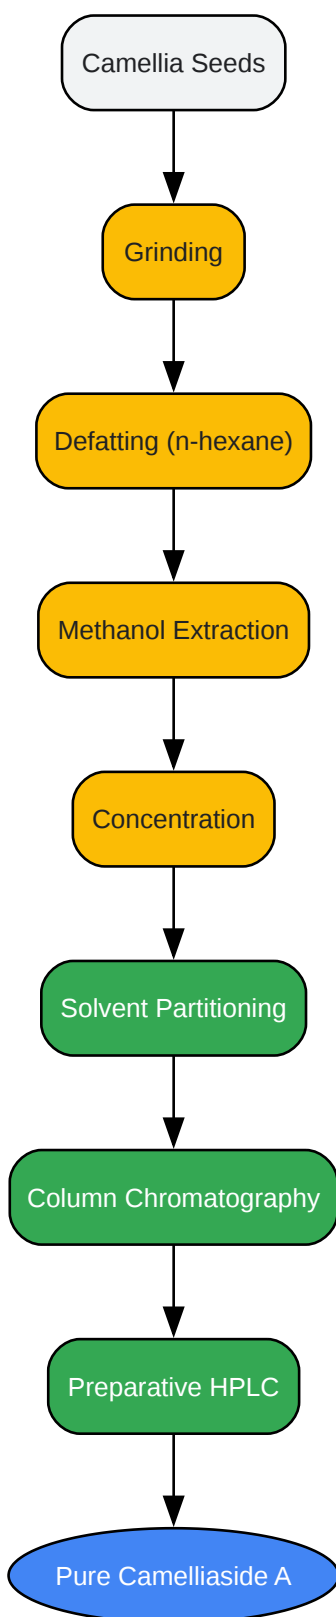 Camellia Seeds
Grinding
Defatting (n-hexane)
Methanol Extraction
Concentration
Solvent Partitioning
Column Chromatography
Preparative HPLC
Pure Camelliaside A